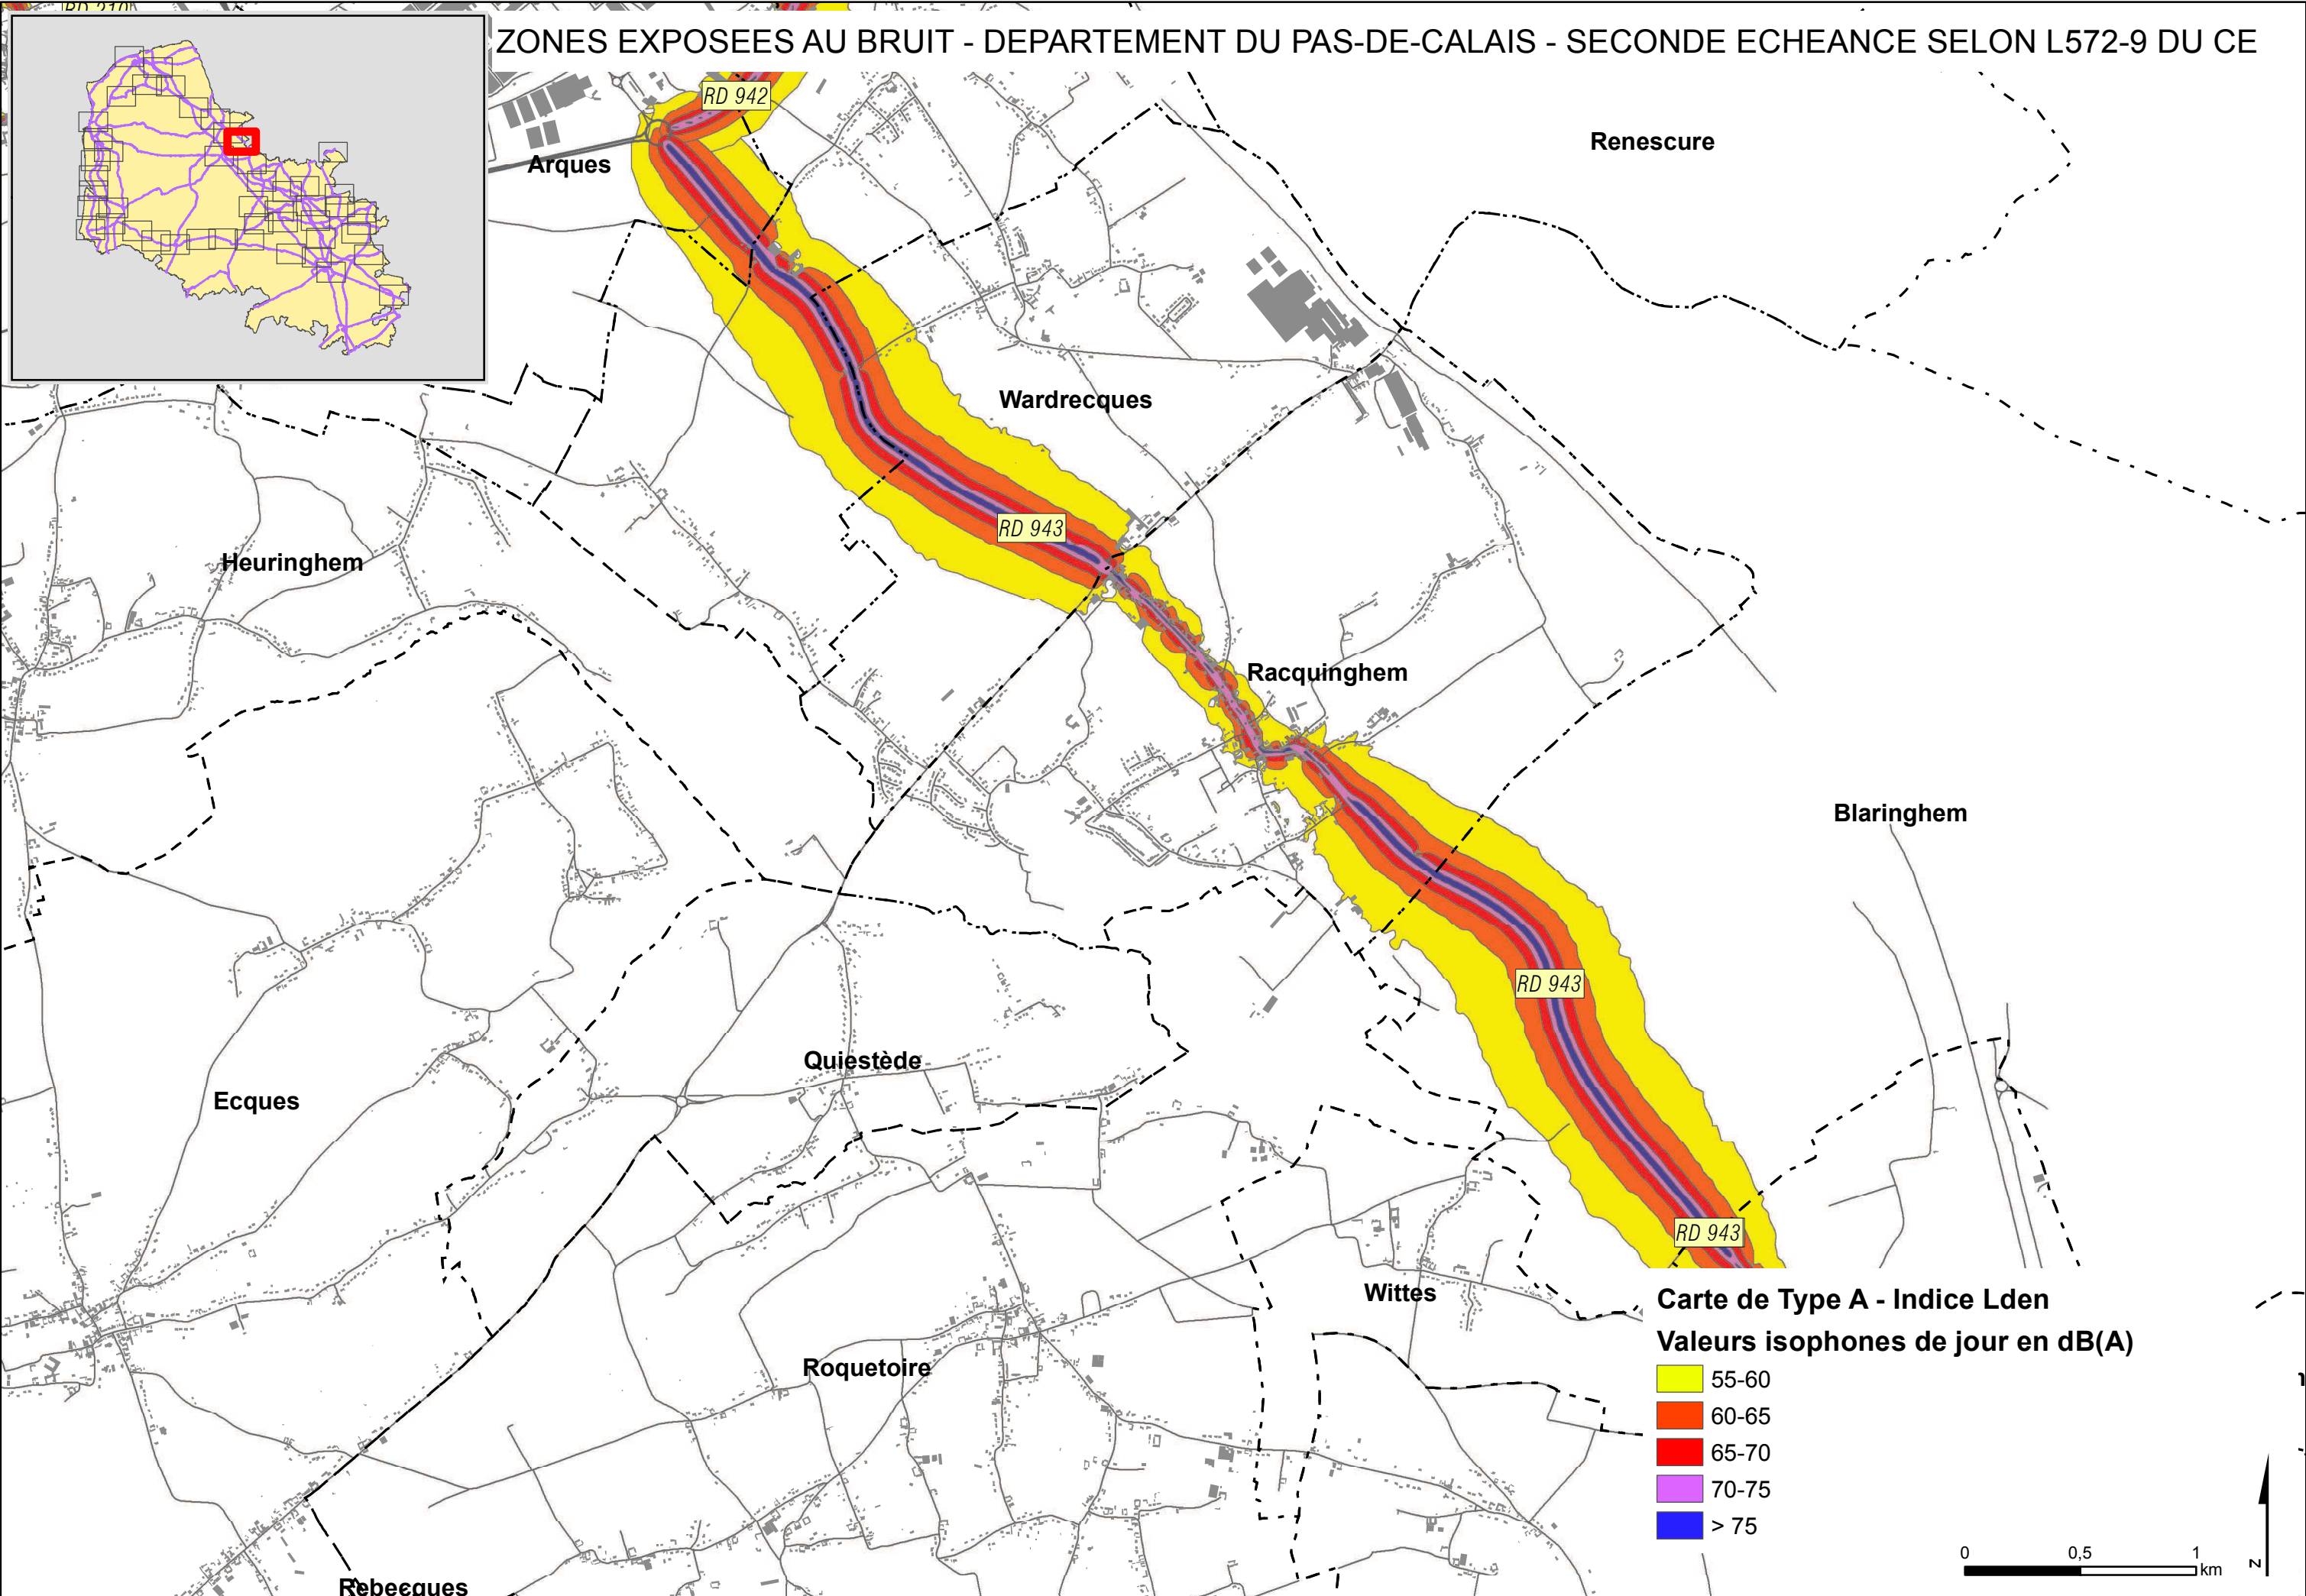 RD 210
ZONES EXPOSEES AU BRUIT - DEPARTEMENT DU PAS-DE-CALAIS - SECONDE ECHEANCE SELON L572-9 DU CE
RD 942
Renescure
Arques
Wardrecques
RD 943
Heuringhem
Racquinghem
Blaringhem
RD 943
Quiestède
Ecques
RD 943
Wittes
Roquetoire
Rebecques
Carte de Type A - Indice Lden
Valeurs isophones de jour en dB(A)
55-60
60-65
65-70
70-75
> 75
0 0,5 1
km
N